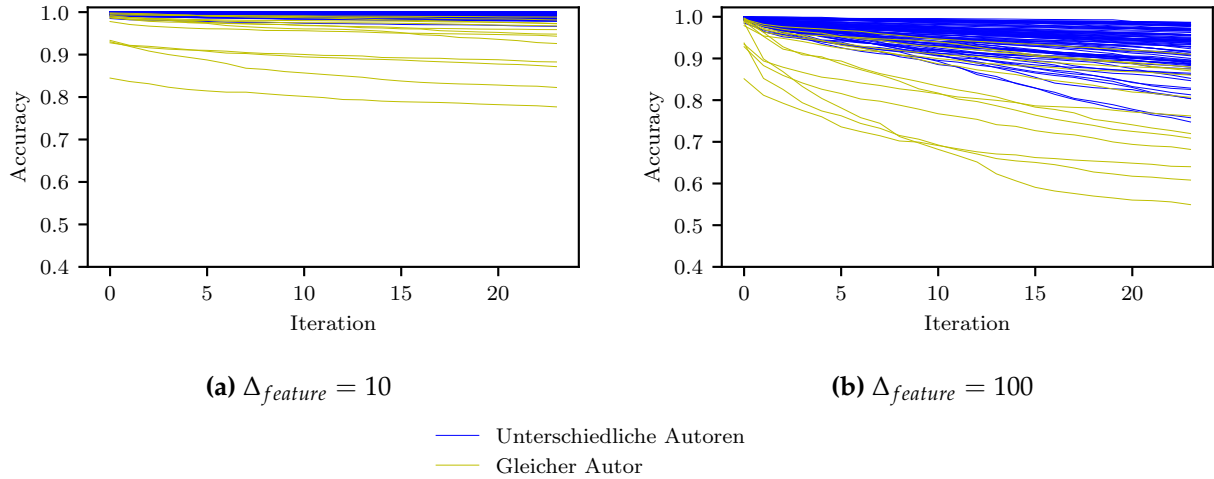 1.0
0.9
0.8
0.7
0.6
0.5
0.4
Accuracy
0 5 10 15 20
Iteration
(a) Δfeature = 10
1.0
0.9
0.8
0.7
0.6
0.5
0.4
Accuracy
0 5 10 15 20
Iteration
(b) Δfeature = 100
Unterschiedliche Autoren
Gleicher Autor